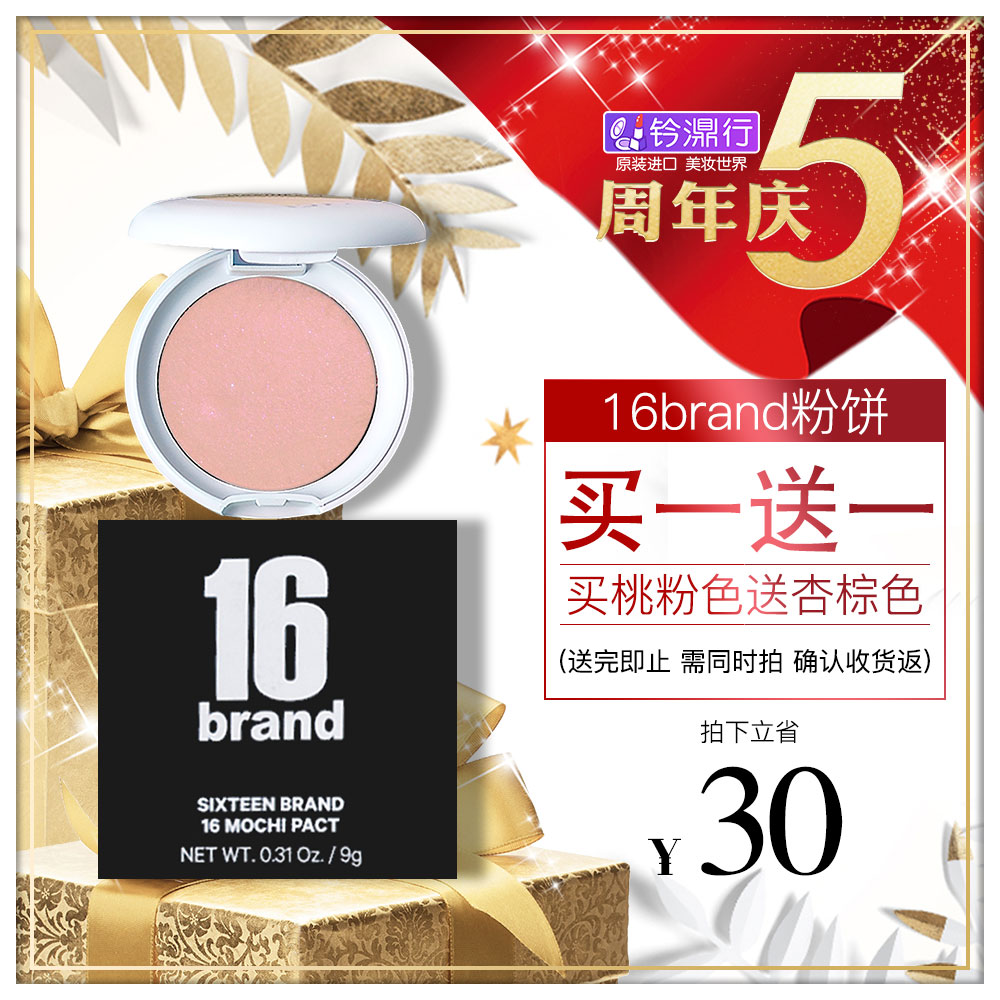 钤濎行
原装进口 美妆世界
5
周年庆
16brand粉饼
买一送一
买桃粉色送杏棕色
(送完即止 需同时拍 确认收货返)
拍下立省
¥30
16
brand
SIXTEEN BRAND
16 MOCHI PACT
NET WT. 0.31 Oz. / 9g